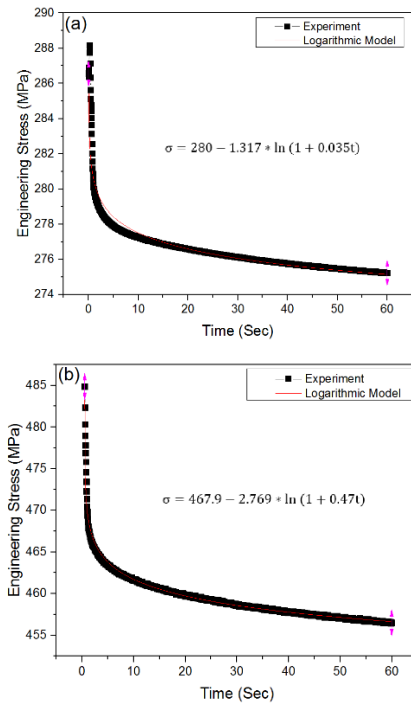 (a)
Experiment
Logarithmic Model
σ = 280 − 1.317 ∗ ln (1 + 0.035t)
Engineering Stress (MPa)
290
288
286
284
282
280
278
276
274
0 10 20 30 40 50 60
Time (Sec)
(b)
Experiment
Logarithmic Model
σ = 467.9 − 2.769 ∗ ln (1 + 0.47t)
Engineering Stress (MPa)
485
480
475
470
465
460
455
0 10 20 30 40 50 60
Time (Sec)